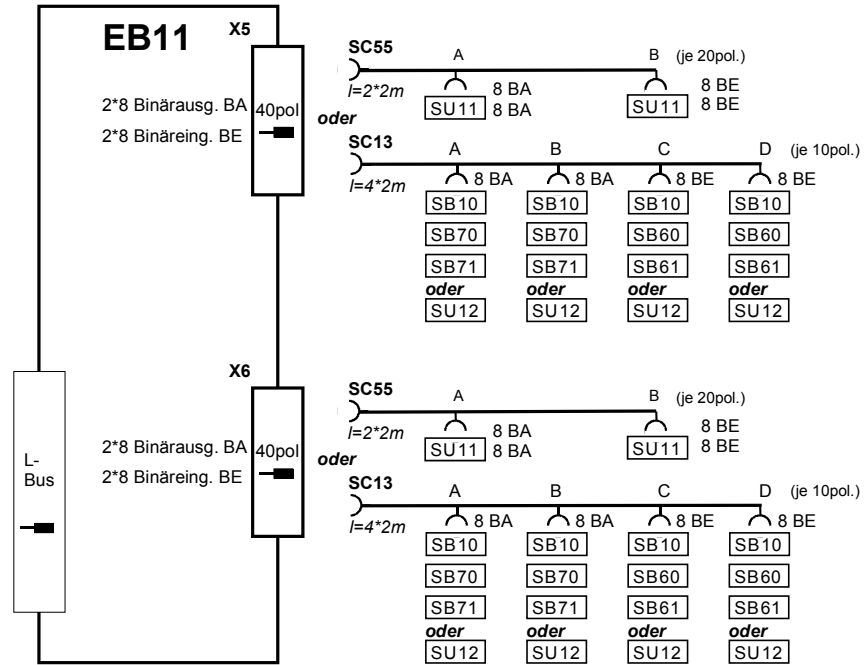 EB11 X5
SC55 A B (je 20pol.)
l=2*2m SU11 8 BA SU11 8 BE
8 BA 8 BE
2*8 Binärausg. BA 40pol
oder
2*8 Binäreing. BE
SC13 A B C D (je 10pol.)
l=4*2m 8 BA 8 BA 8 BE 8 BE
SB10 SB10 SB10 SB10
SB70 SB70 SB60 SB60
SB71 SB71 SB61 SB61
oder oder oder oder
SU12 SU12 SU12 SU12
X6
SC55 A B (je 20pol.)
l=2*2m SU11 8 BA SU11 8 BE
8 BA 8 BE
2*8 Binärausg. BA 40pol
oder
2*8 Binäreing. BE
L-
Bus
SC13 A B C D (je 10pol.)
l=4*2m 8 BA 8 BA 8 BE 8 BE
SB10 SB10 SB10 SB10
SB70 SB70 SB60 SB60
SB71 SB71 SB61 SB61
oder oder oder oder
SU12 SU12 SU12 SU12